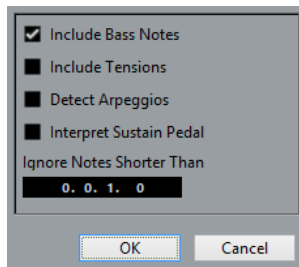 Include Bass Notes
Include Tensions
Detect Arpeggios
Interpret Sustain Pedal
Ignore Notes Shorter Than
0. 0. 1. 0
OK Cancel